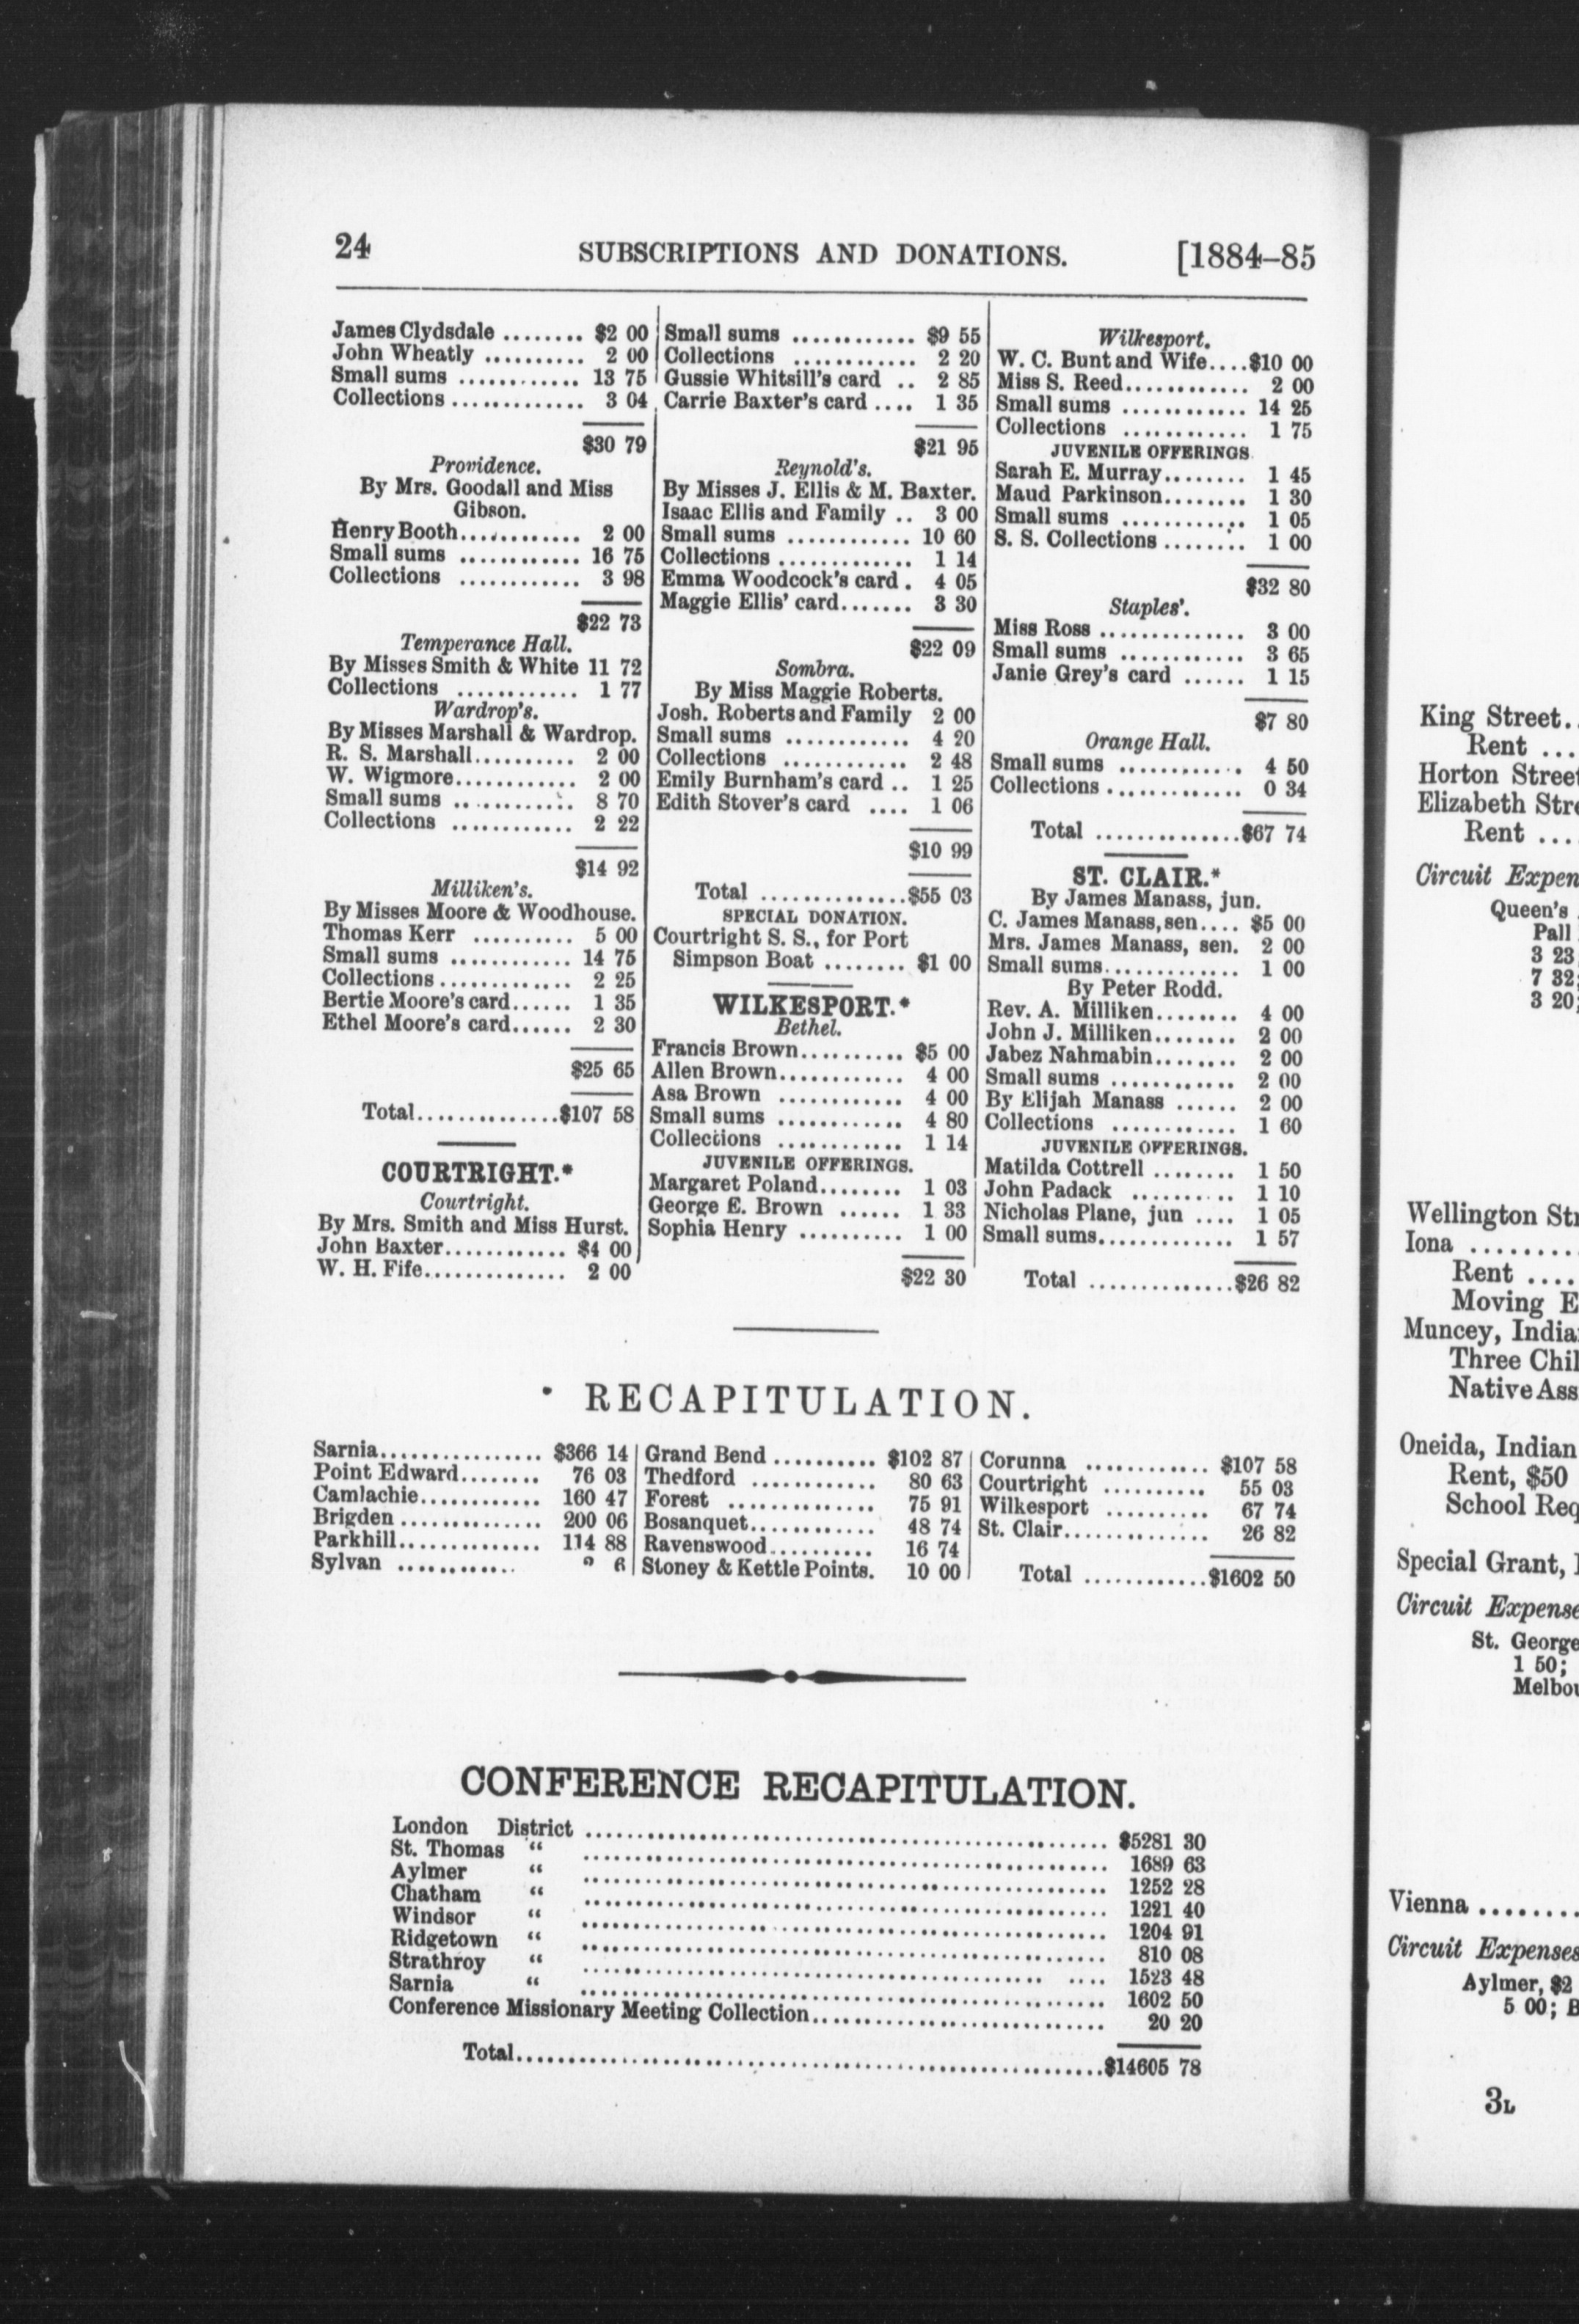 24 SUBSCRIPTIONS AND DONATIONS. [1884–85
James Clydsdale ........ $2 00
John Wheatly .......... 2 00
Small sums ............ 13 75
Collections ............. 3 04
$30 79
Providence.
By Mrs. Goodall and Miss
Gibson.
Henry Booth............ 2 00
Small sums ............ 16 75
Collections ............ 3 98
$22 73
Temperance Hall.
By Misses Smith & White 11 72
Collections ............ 1 77
Wardrop's.
By Misses Marshall & Wardrop.
R. S. Marshall.......... 2 00
W. Wigmore............ 2 00
Small sums ............ 8 70
Collections ............ 2 22
$14 92
Milliken's.
By Misses Moore & Woodhouse.
Thomas Kerr .......... 5 00
Small sums ............ 14 75
Collections............. 2 25
Bertie Moore's card...... 1 35
Ethel Moore's card...... 2 30
$25 65
Total..............$107 58
COURTRIGHT.*
Courtright.
By Mrs. Smith and Miss Hurst.
John Baxter............ $4 00
W. H. Fife.............. 2 00
Small sums ............ $9 55
Collections ............ 2 20
Gussie Whitsill's card .. 2 85
Carrie Baxter's card .... 1 35
$21 95
Reynold's.
By Misses J. Ellis & M. Baxter.
Isaac Ellis and Family .. 3 00
Small sums ............ 10 60
Collections ............. 1 14
Emma Woodcock's card . 4 05
Maggie Ellis' card....... 3 30
$22 09
Sombra.
By Miss Maggie Roberts.
Josh. Roberts and Family 2 00
Small sums ............ 4 20
Collections ............ 2 48
Emily Burnham's card .. 1 25
Edith Stover's card .... 1 06
$10 99
Total ..............$55 03
SPECIAL DONATION.
Courtright S. S., for Port
Simpson Boat ........ $1 00
WILKESPORT.*
Bethel.
Francis Brown.......... $5 00
Allen Brown............ 4 00
Asa Brown ............ 4 00
Small sums ............ 4 80
Collections ............ 1 14
JUVENILE OFFERINGS.
Margaret Poland........ 1 03
George E. Brown ...... 1 33
Sophia Henry .......... 1 00
$22 30
Wilkesport.
W. C. Bunt and Wife....$10 00
Miss S. Reed............ 2 00
Small sums ............ 14 25
Collections ............ 1 75
JUVENILE OFFERINGS.
Sarah E. Murray........ 1 45
Maud Parkinson........ 1 30
Small sums ............ 1 05
S. S. Collections ........ 1 00
$32 80
Staples'.
Miss Ross .............. 3 00
Small sums ............ 3 65
Janie Grey's card ...... 1 15
$7 80
Orange Hall.
Small sums ............ 4 50
Collections ............. 0 34
Total ..............$67 74
ST. CLAIR.*
By James Manass, jun.
C. James Manass, sen.... $5 00
Mrs. James Manass, sen. 2 00
Small sums............. 1 00
By Peter Rodd.
Rev. A. Milliken........ 4 00
John J. Milliken........ 2 00
Jabez Nahmabin........ 2 00
Small sums ............ 2 00
By Elijah Manass ...... 2 00
Collections ............ 1 60
JUVENILE OFFERINGS.
Matilda Cottrell ........ 1 50
John Padack .......... 1 10
Nicholas Plane, jun .... 1 05
Small sums............. 1 57
Total ..............$26 82
* RECAPITULATION.
Sarnia................ $366 14
Point Edward........ 76 03
Camlachie............ 160 47
Brigden .............. 200 06
Parkhill.............. 114 88
Sylvan ............
Grand Bend .......... $102 87
Thedford ............ 80 63
Forest .............. 75 91
Bosanquet............ 48 74
Ravenswood.......... 16 74
Stoney & Kettle Points. 10 00
Corunna ............ $107 58
Courtright .......... 55 03
Wilkesport .......... 67 74
St. Clair.............. 26 82
Total ............$1602 50
CONFERENCE RECAPITULATION.
London District ........ $5281 30
St. Thomas “ ........ 1689 63
Aylmer “ ........ 1252 28
Chatham “ ........ 1221 40
Windsor “ ........ 1204 91
Ridgetown “ ........ 810 08
Strathroy “ ........ 1523 48
Sarnia “ ........ 1602 50
Conference Missionary Meeting Collection........ 20 20
Total........$14605 78
King Street..
Rent ...
Horton Street
Elizabeth Stre
Rent ...
Circuit Expen
Queen's
Pall
3 23
7 32;
3 20;
Wellington Str
Iona ........
Rent ....
Moving E
Muncey, India
Three Chil
Native Ass
Oneida, Indian
Rent, $50
School Req
Special Grant,
Circuit Expense
St. George
1 50;
Melbou
Vienna ........
Circuit Expenses
Aylmer, $2
5 00; B
3L